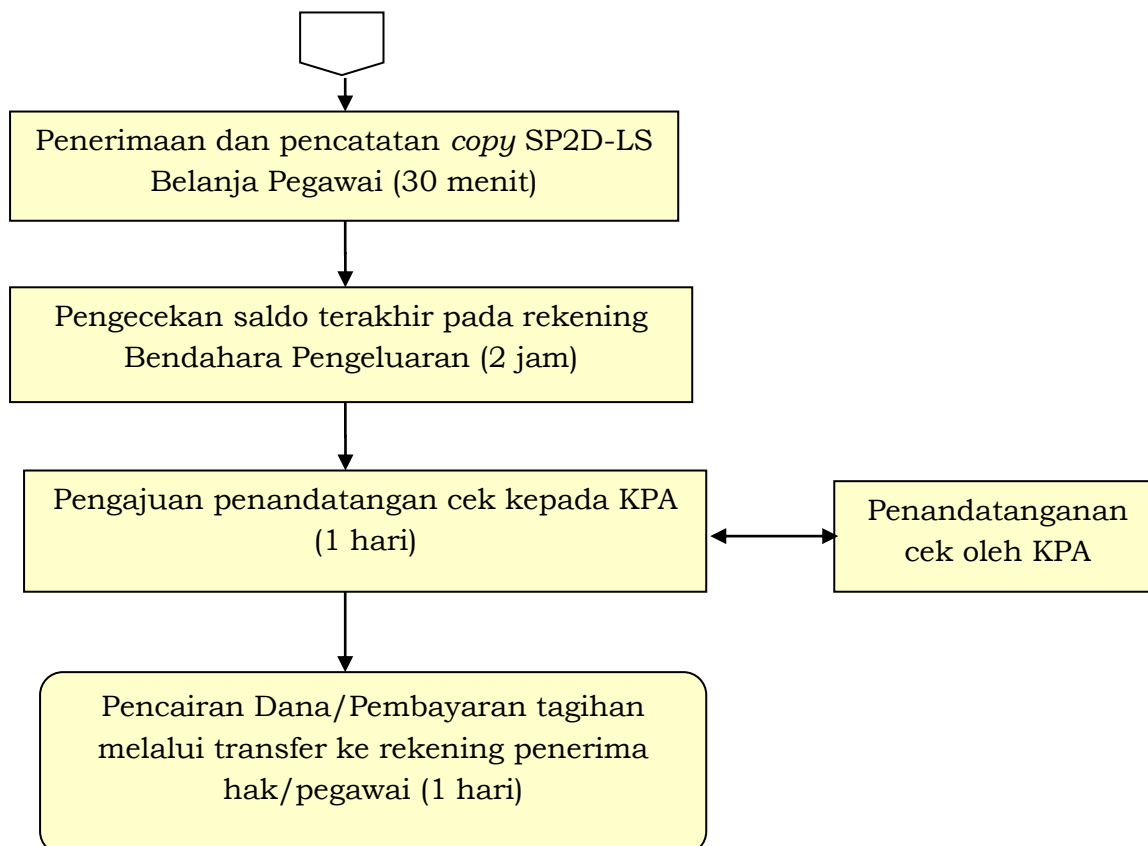 Penerimaan dan pencatatan copy SP2D-LS
Belanja Pegawai (30 menit)
Pengecekan saldo terakhir pada rekening
Bendahara Pengeluaran (2 jam)
Pengajuan penandatangan cek kepada KPA
(1 hari)
Penandatanganan
cek oleh KPA
Pencairan Dana/Pembayaran tagihan
melalui transfer ke rekening penerima
hak/pegawai (1 hari)